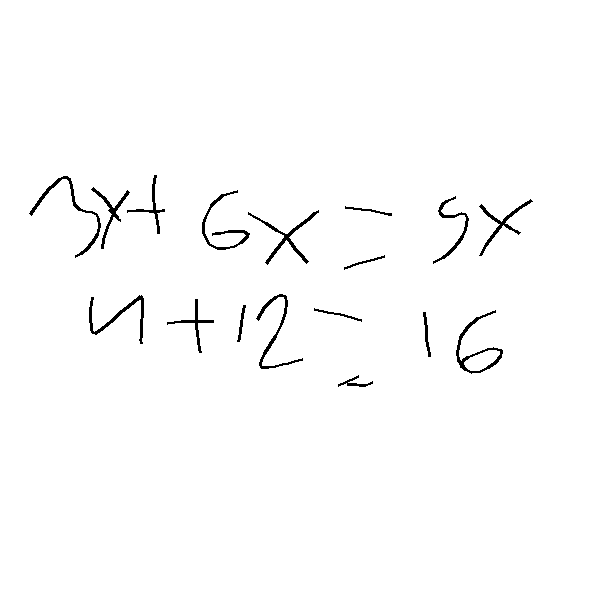 3x+ 6x = 5x
4+12 = 16